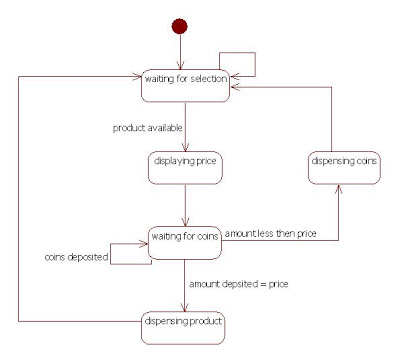 waiting for selection
product available
displaying price
dispensing coins
waiting for coins
amount less then price
coins deposited
amount depsited = price
dispensing product